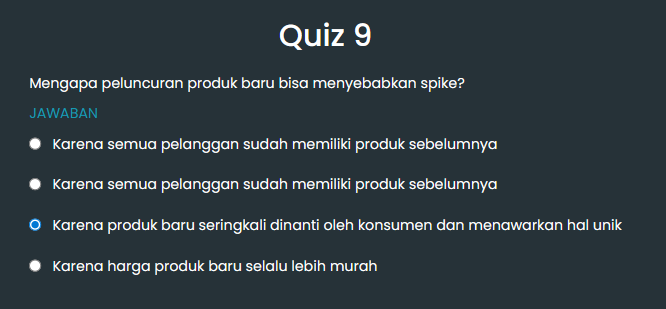 Quiz 9
Mengapa peluncuran produk baru bisa menyebabkan spike?
JAWABAN
Karena semua pelanggan sudah memiliki produk sebelumnya
Karena semua pelanggan sudah memiliki produk sebelumnya
Karena produk baru seringkali dinanti oleh konsumen dan menawarkan hal unik
Karena harga produk baru selalu lebih murah